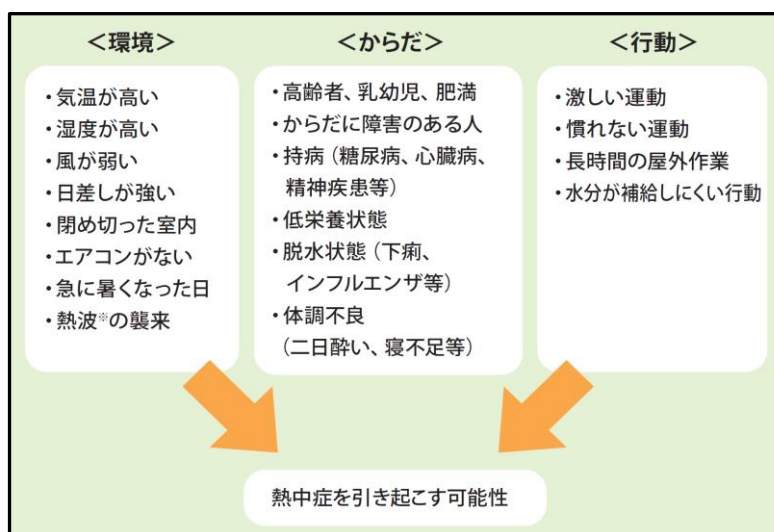 ＜環境＞
・気温が高い
・湿度が高い
・風が弱い
・日差しが強い
・閉め切った室内
・エアコンがない
・急に暑くなった日
・熱波※の襲来
＜からだ＞
・高齢者、乳幼児、肥満
・からだに障害のある人
・持病（糖尿病、心臓病、
精神疾患等）
・低栄養状態
・脱水状態（下痢、
インフルエンザ等）
・体調不良
（二日酔い、寝不足等）
＜行動＞
・激しい運動
・慣れない運動
・長時間の屋外作業
・水分が補給しにくい行動
熱中症を引き起こす可能性